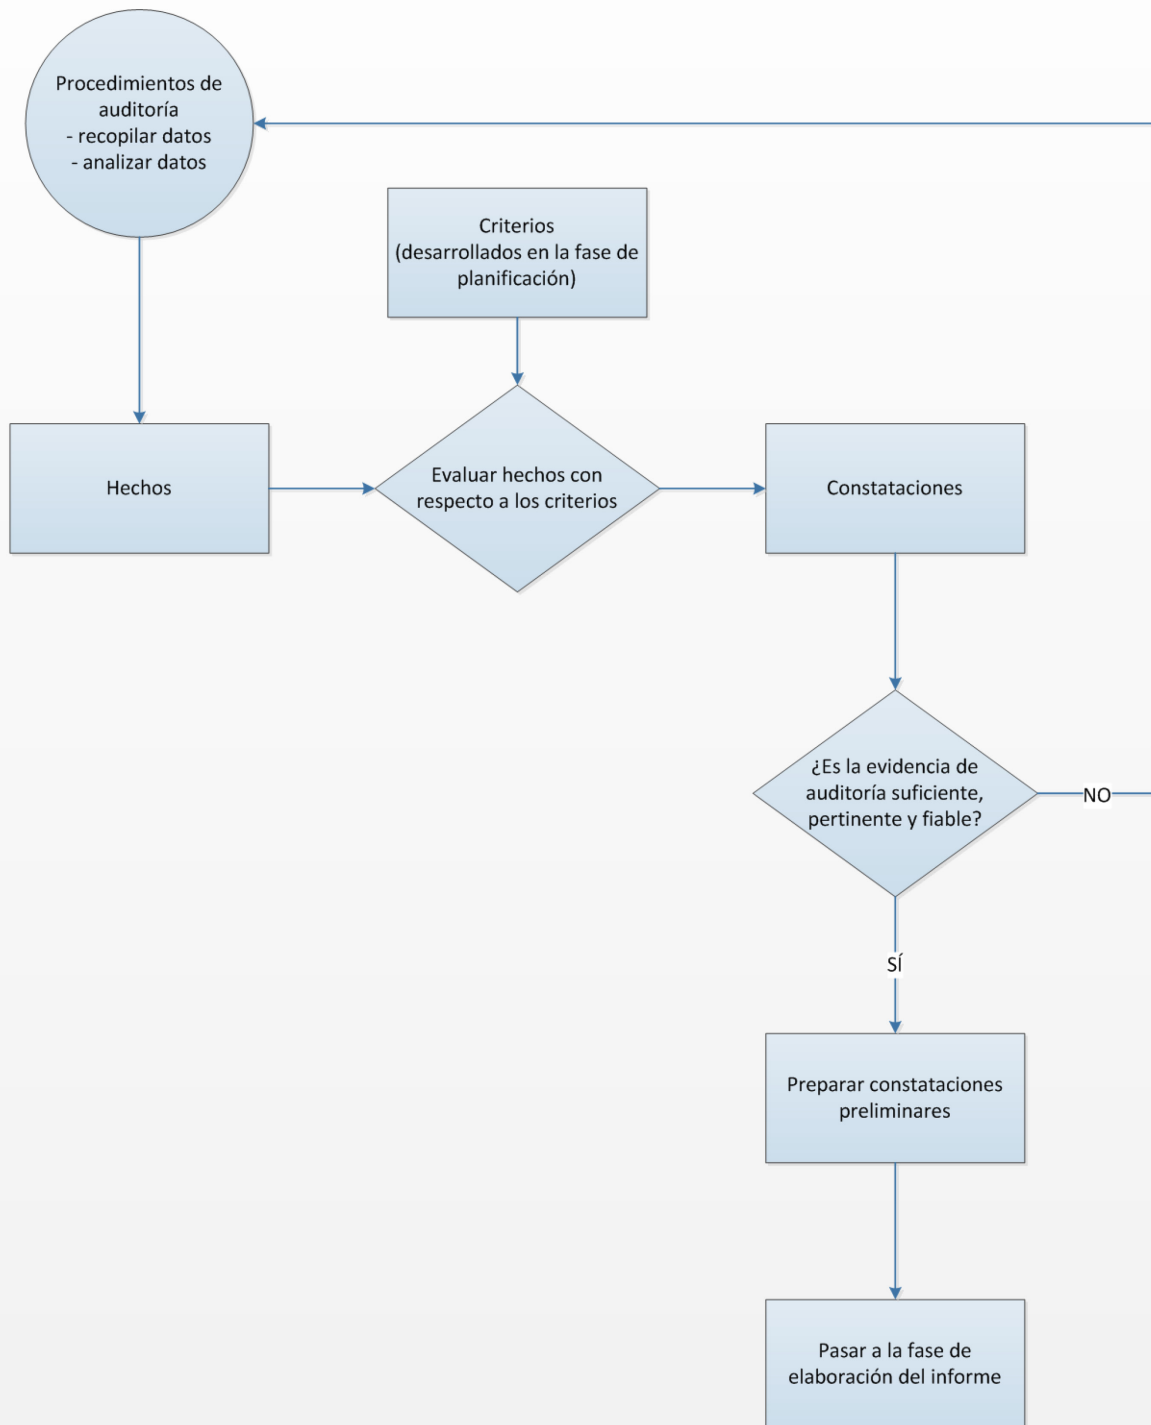 Procedimientos de
auditoría
- recopilar datos
- analizar datos
Criterios
(desarrollados en la fase de
planificación)
Hechos
Evaluar hechos con
respecto a los criterios
Constataciones
¿Es la evidencia de
auditoría suficiente,
pertinente y fiable?
NO
SÍ
Preparar constataciones
preliminares
Pasar a la fase de
elaboración del informe